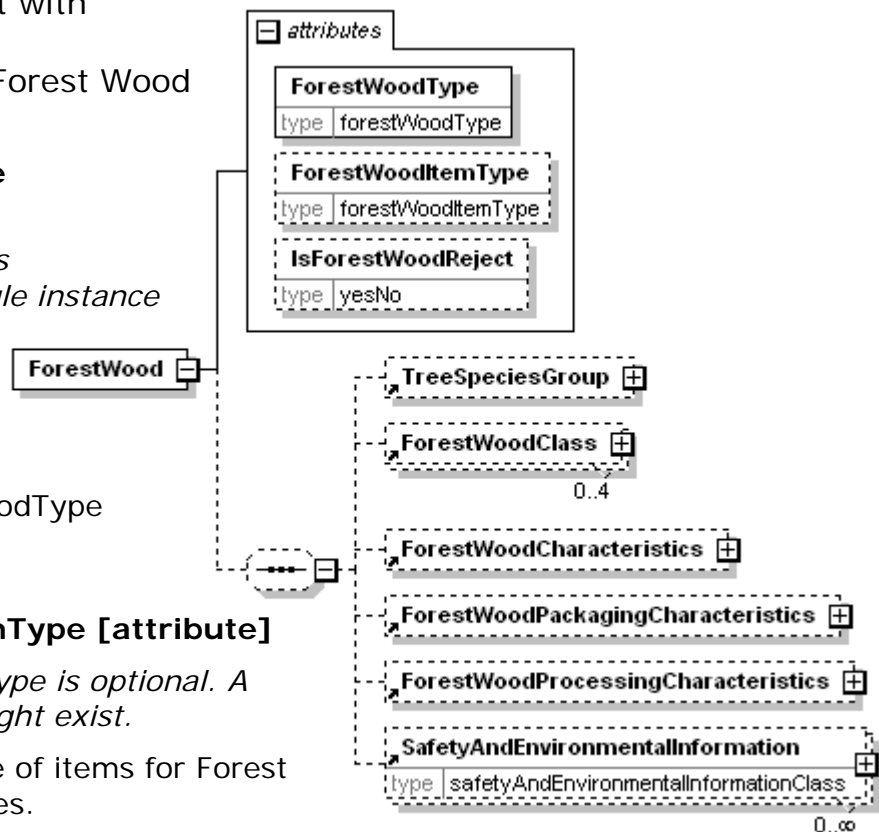 t with
Forest Wood
e
s
le instance
odType
nType [attribute]
ype is optional. A
ght exist.
e of items for Forest
es.
attributes
ForestWoodType
type forestWoodType
ForestWoodItemType
type forestWoodItemType
IsForestWoodReject
type yesNo
ForestWood
TreeSpeciesGroup
ForestWoodClass
0..4
ForestWoodCharacteristics
ForestWoodPackagingCharacteristics
ForestWoodProcessingCharacteristics
SafetyAndEnvironmentalInformation
type safetyAndEnvironmentalInformationClass
0..∞